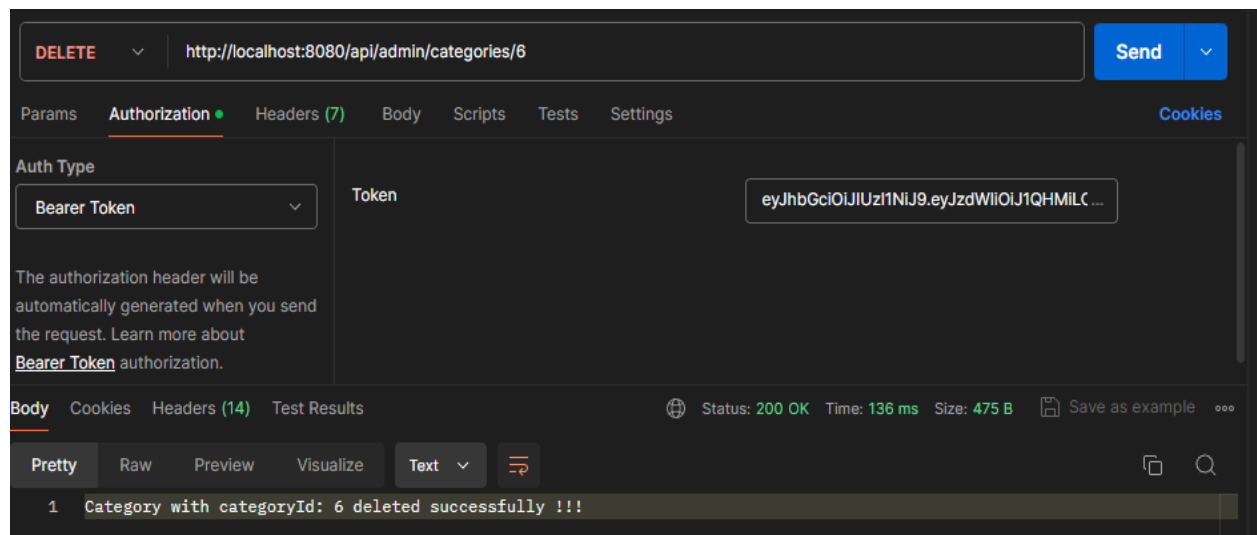 DELETE http://localhost:8080/api/admin/categories/6 Send
Params Authorization Headers (7) Body Scripts Tests Settings Cookies
Auth Type
Bearer Token
Token
eyJhbGciOiJIUzI1NiJ9.eyJzdWIiOiJ1QHMiLC ...
The authorization header will be
automatically generated when you send
the request. Learn more about
Bearer Token authorization.
Body Cookies Headers (14) Test Results Status: 200 OK Time: 136 ms Size: 475 B Save as example
Pretty Raw Preview Visualize Text
1 Category with categoryId: 6 deleted successfully !!!